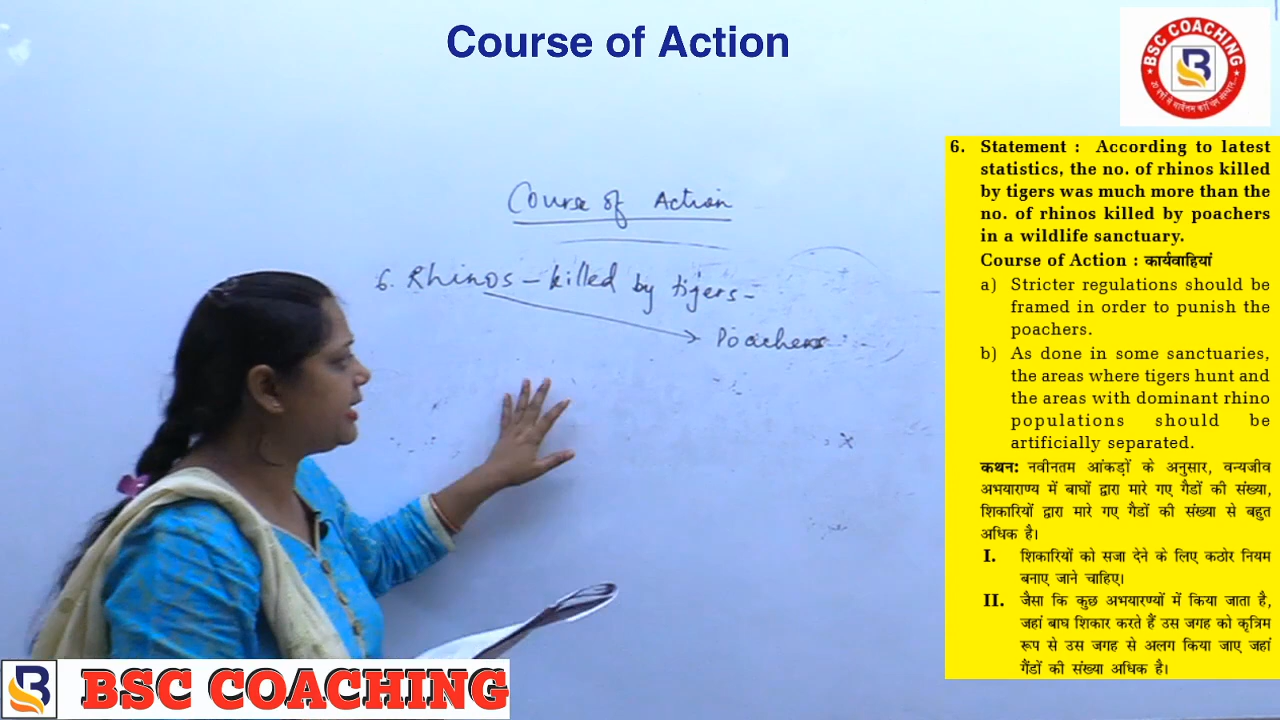 Course of Action
BSC COACHING
B
Course of Action
6. Rhinos - killed by tigers -
Poachers
6. Statement : According to latest
statistics, the no. of rhinos killed
by tigers was much more than the
no. of rhinos killed by poachers
in a wildlife sanctuary.
Course of Action : कार्यवाहियां
a) Stricter regulations should be
framed in order to punish the
poachers.
b) As done in some sanctuaries,
the areas where tigers hunt and
the areas with dominant rhino
populations should be
artificially separated.
कथन: नवीनतम आंकड़ों के अनुसार, वन्यजीव
अभयाराण्य में बाघों द्वारा मारे गए गैडों की संख्या,
शिकारियों द्वारा मारे गए गैडों की संख्या से बहुत
अधिक है।
I. शिकारियों को सजा देने के लिए कठोर नियम
बनाए जाने चाहिए।
II. जैसा कि कुछ अभयारण्यों में किया जाता है,
जहां बाघ शिकार करते हैं उस जगह को कृत्रिम
रूप से उस जगह से अलग किया जाए जहां
गैंडों की संख्या अधिक है।
B
BSC COACHING